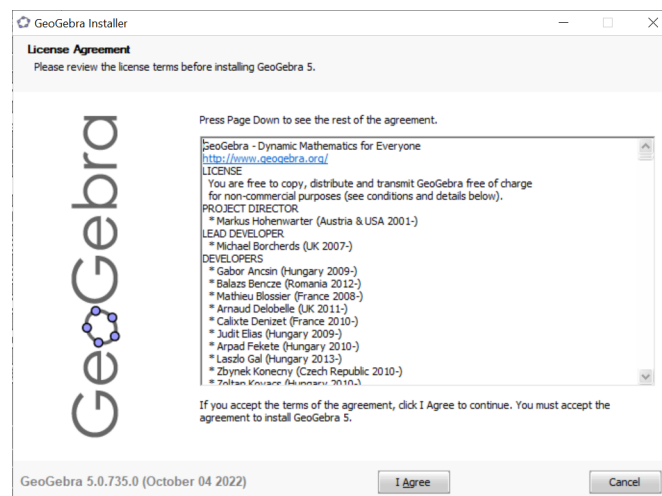 GeoGebra Installer
License Agreement
Please review the license terms before installing GeoGebra 5.
GeoGebra
Press Page Down to see the rest of the agreement.
GeoGebra - Dynamic Mathematics for Everyone
http://www.geogebra.org/
LICENSE
You are free to copy, distribute and transmit GeoGebra free of charge
for non-commercial purposes (see conditions and details below).
PROJECT DIRECTOR
* Markus Hohenwarter (Austria & USA 2001-)
LEAD DEVELOPER
* Michael Borcherds (UK 2007-)
DEVELOPERS
* Gabor Ancsin (Hungary 2009-)
* Balazs Bencze (Romania 2012-)
* Mathieu Blossier (France 2008-)
* Arnaud Delobelle (UK 2011-)
* Calixte Denizet (France 2010-)
* Judit Elias (Hungary 2009-)
* Arpad Fekete (Hungary 2010-)
* Laszlo Gal (Hungary 2013-)
* Zbynek Konecny (Czech Republic 2010-)
* Zoltan Kovacs (Hungary 2010-)
If you accept the terms of the agreement, click I Agree to continue. You must accept the
agreement to install GeoGebra 5.
GeoGebra 5.0.735.0 (October 04 2022)
I Agree
Cancel